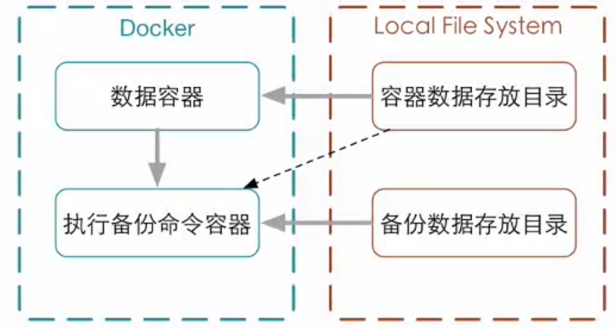 Docker
Local File System
数据容器
容器数据存放目录
执行备份命令容器
备份数据存放目录